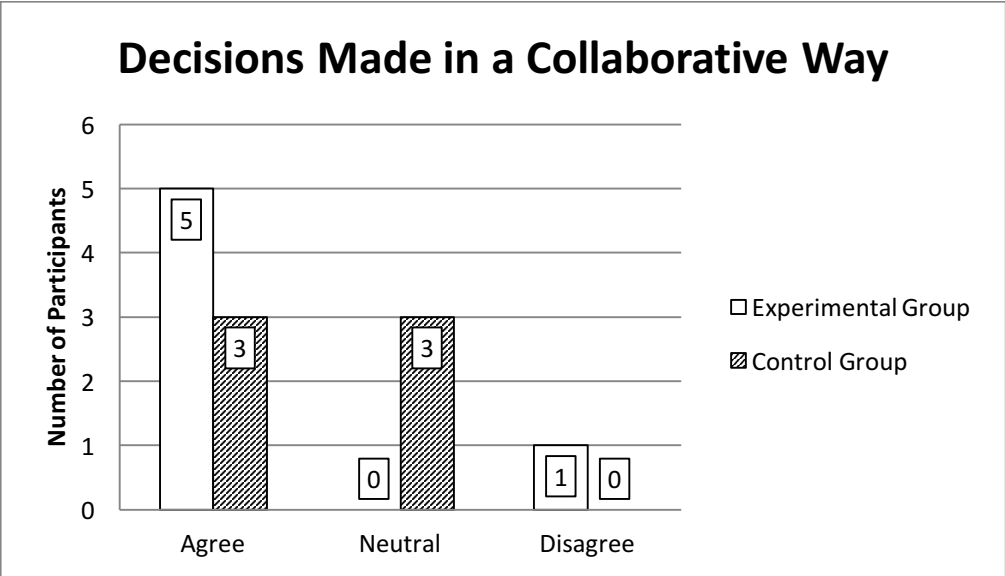 Decisions Made in a Collaborative Way
Number of Participants
6
5
4
3
2
1
0
5
3
0
3
1
0
Agree
Neutral
Disagree
Experimental Group
Control Group